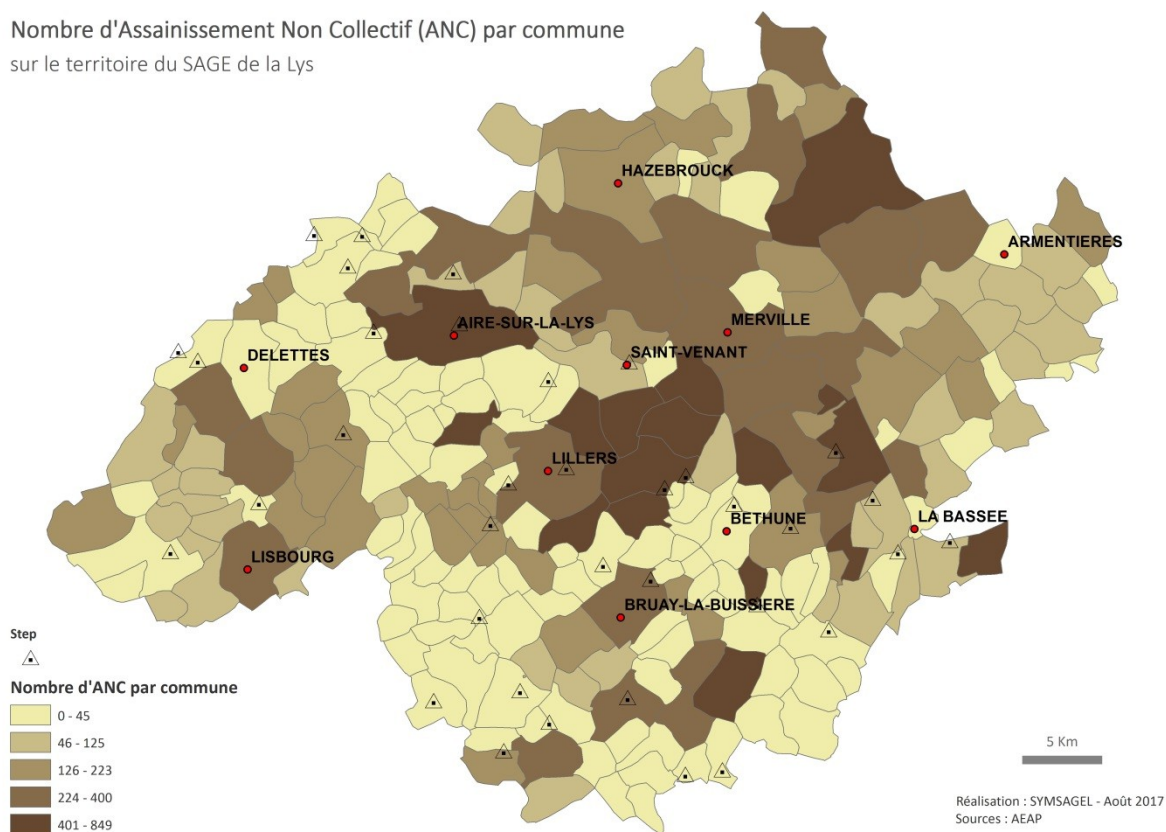 Nombre d'Assainissement Non Collectif (ANC) par commune
sur le territoire du SAGE de la Lys
HAZEBROUCK
ARMENTIERES
AIRE-SUR-LA-LYS
MERVILLE
SAINT-VENANT
DELETTES
LILLERS
BETHUNE
LA BASSEE
LISBOURG
BRUAY-LA-BUISSIERE
Step
Nombre d'ANC par commune
0 - 45
46 - 125
126 - 223
224 - 400
401 - 849
5 Km
Réalisation : SYMSAGEL - Août 2017
Sources : AEAP